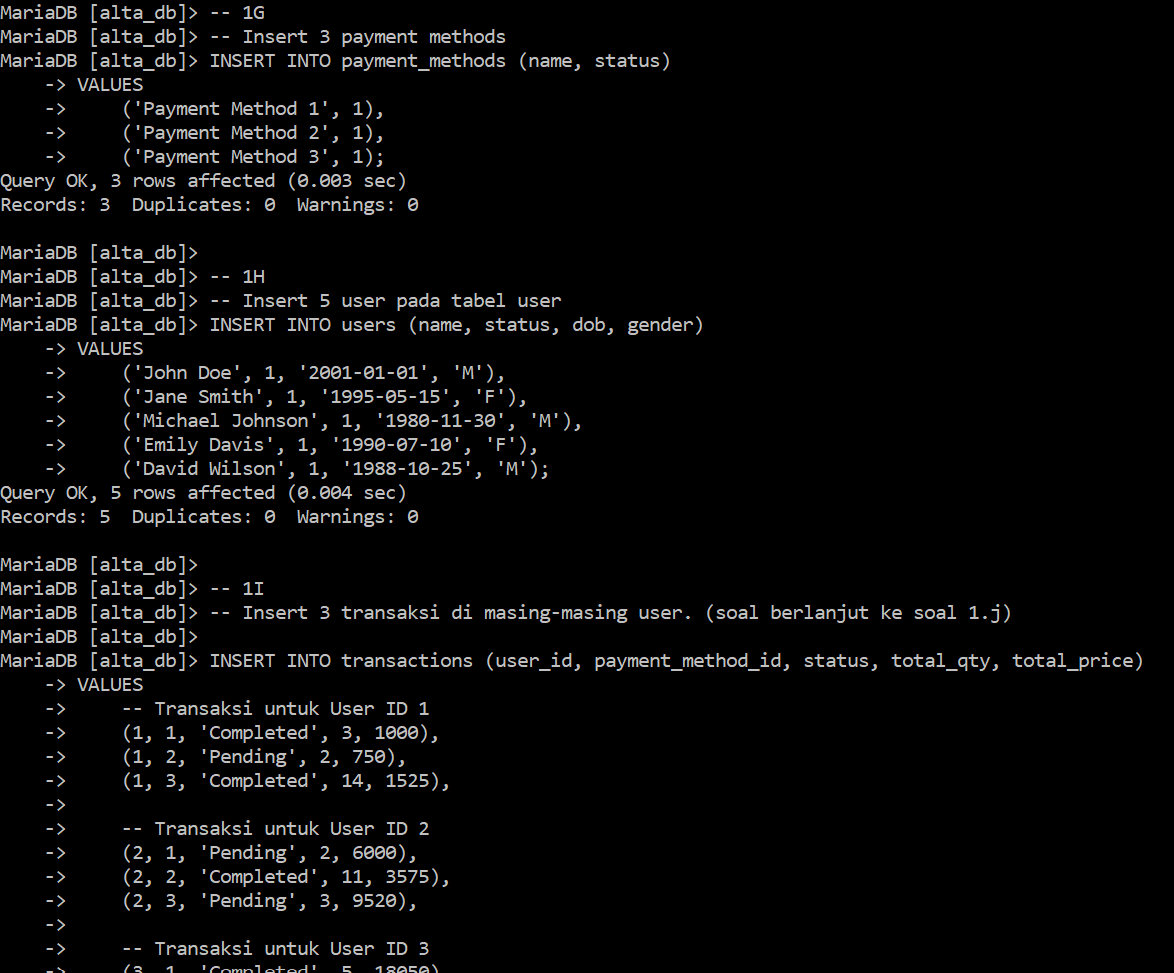 MariaDB [alta_db]> -- 1G
MariaDB [alta_db]> -- Insert 3 payment methods
MariaDB [alta_db]> INSERT INTO payment_methods (name, status)
    -> VALUES
    ->     ('Payment Method 1', 1),
    ->     ('Payment Method 2', 1),
    ->     ('Payment Method 3', 1);
Query OK, 3 rows affected (0.003 sec)
Records: 3  Duplicates: 0  Warnings: 0

MariaDB [alta_db]>
MariaDB [alta_db]> -- 1H
MariaDB [alta_db]> -- Insert 5 user pada tabel user
MariaDB [alta_db]> INSERT INTO users (name, status, dob, gender)
    -> VALUES
    ->     ('John Doe', 1, '2001-01-01', 'M'),
    ->     ('Jane Smith', 1, '1995-05-15', 'F'),
    ->     ('Michael Johnson', 1, '1980-11-30', 'M'),
    ->     ('Emily Davis', 1, '1990-07-10', 'F'),
    ->     ('David Wilson', 1, '1988-10-25', 'M');
Query OK, 5 rows affected (0.004 sec)
Records: 5  Duplicates: 0  Warnings: 0

MariaDB [alta_db]>
MariaDB [alta_db]> -- 1I
MariaDB [alta_db]> -- Insert 3 transaksi di masing-masing user. (soal berlanjut ke soal 1.j)
MariaDB [alta_db]>
MariaDB [alta_db]> INSERT INTO transactions (user_id, payment_method_id, status, total_qty, total_price)
    -> VALUES
    ->     -- Transaksi untuk User ID 1
    ->     (1, 1, 'Completed', 3, 1000),
    ->     (1, 2, 'Pending', 2, 750),
    ->     (1, 3, 'Completed', 14, 1525),
    ->
    ->     -- Transaksi untuk User ID 2
    ->     (2, 1, 'Pending', 2, 6000),
    ->     (2, 2, 'Completed', 11, 3575),
    ->     (2, 3, 'Pending', 3, 9520),
    ->
    ->     -- Transaksi untuk User ID 3
    ->     (3, 1, 'Completed', 5, 18050),